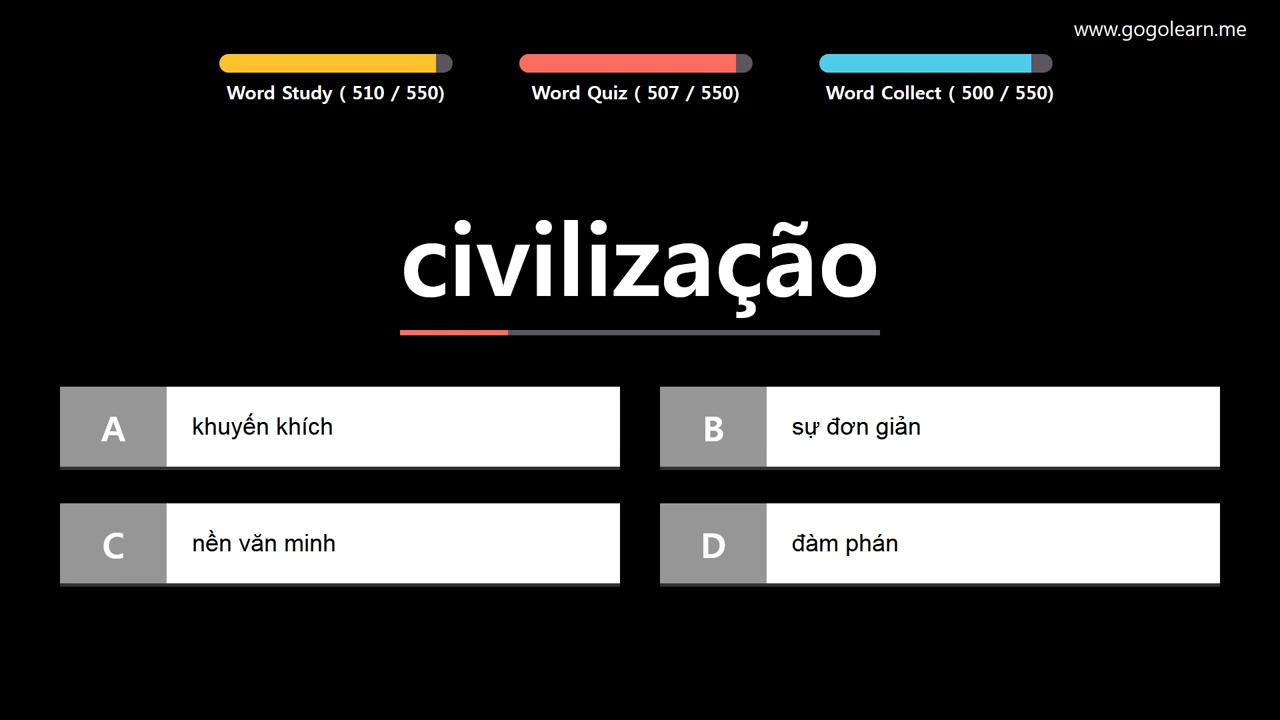 www.gogolearn.me
Word Study ( 510 / 550)
Word Quiz ( 507 / 550)
Word Collect ( 500 / 550)
civilização
A
khuyến khích
B
sự đơn giản
C
nền văn minh
D
đàm phán